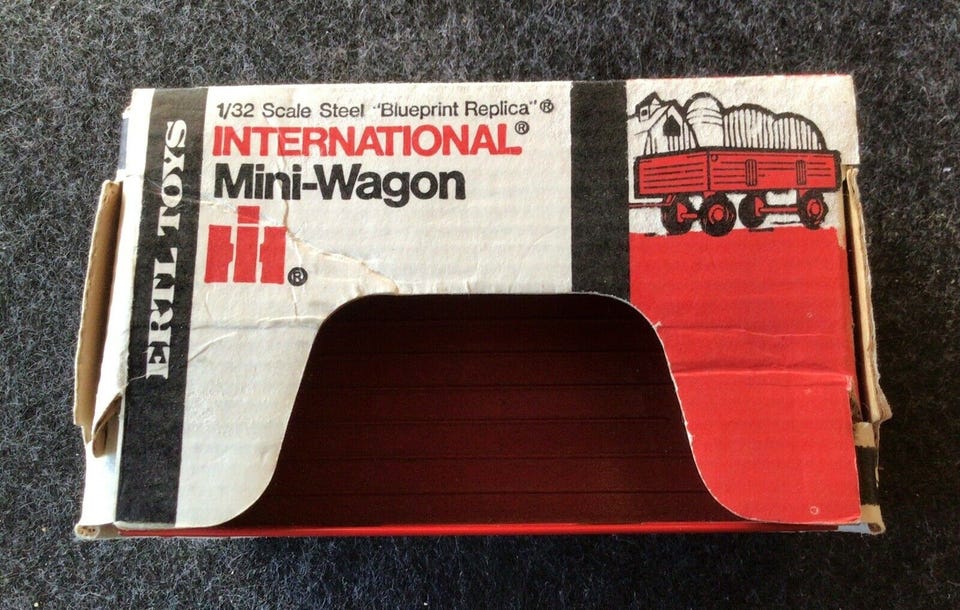 1/32 Scale Steel "Blueprint Replica"®
INTERNATIONAL®
Mini-Wagon
IH®
ERTL TOYS